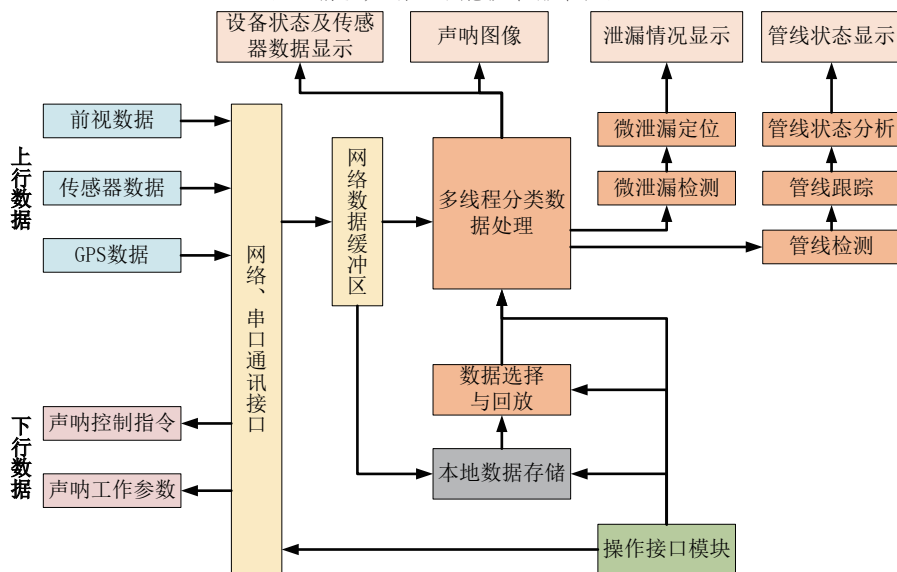 设备状态及传感
器数据显示
声呐图像
泄漏情况显示
管线状态显示
上行数据
前视数据
传感器数据
GPS数据
网络、串口通讯接口
网络数据缓冲区
多线程分类数
据处理
微泄漏定位
微泄漏检测
管线状态分析
管线跟踪
管线检测
数据选择
与回放
本地数据存储
下行数据
声呐控制指令
声呐工作参数
操作接口模块